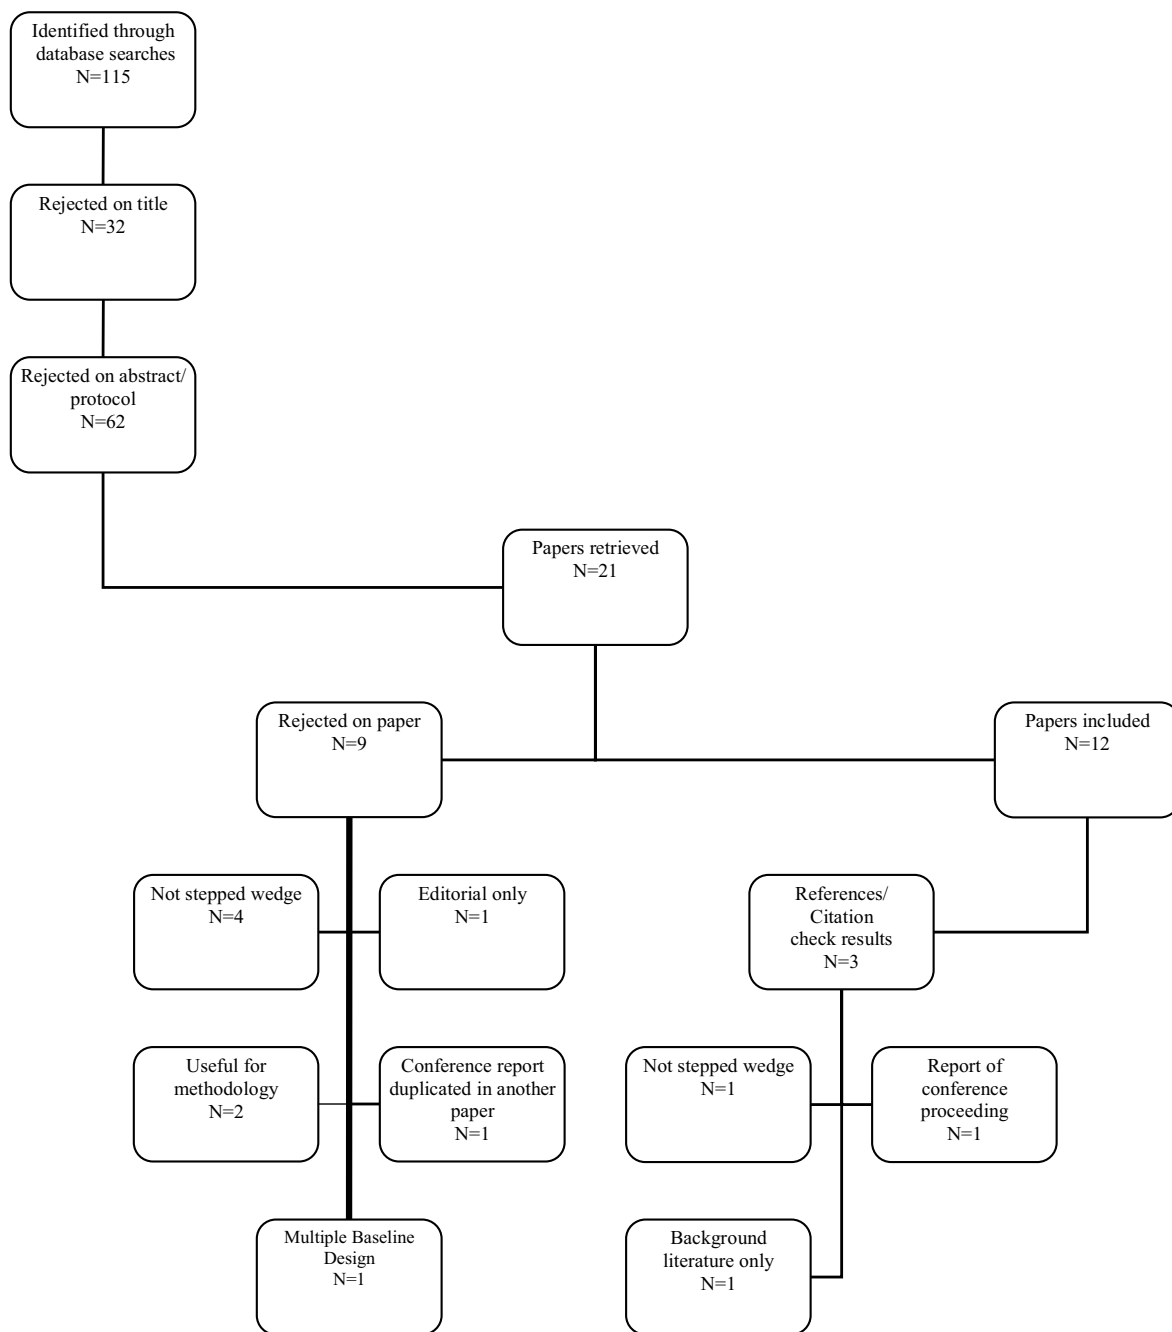 Identified through
database searches
N=115
Rejected on title
N=32
Rejected on abstract/
protocol
N=62
Papers retrieved
N=21
Rejected on paper
N=9
Papers included
N=12
Not stepped wedge
N=4
Editorial only
N=1
References/
Citation
check results
N=3
Useful for
methodology
N=2
Conference report
duplicated in another
paper
N=1
Not stepped wedge
N=1
Report of
conference
proceeding
N=1
Multiple Baseline
Design
N=1
Background
literature only
N=1